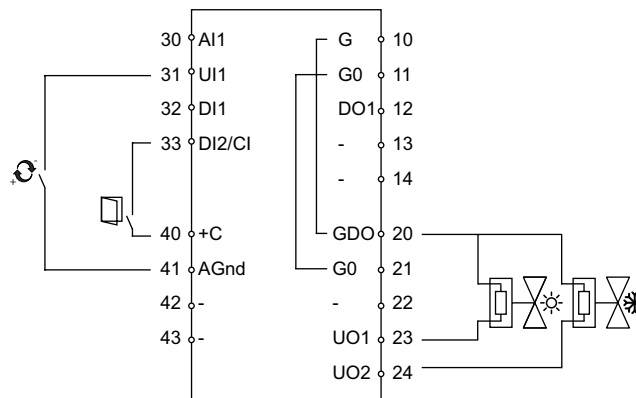 30 AI1 G 10
31 UI1 G0 11
32 DI1 DO1 12
33 DI2/CI - 13
- 14
40 +C GDO 20
41 AGnd G0 21
42 - - 22
43 - UO1 23
UO2 24
- +